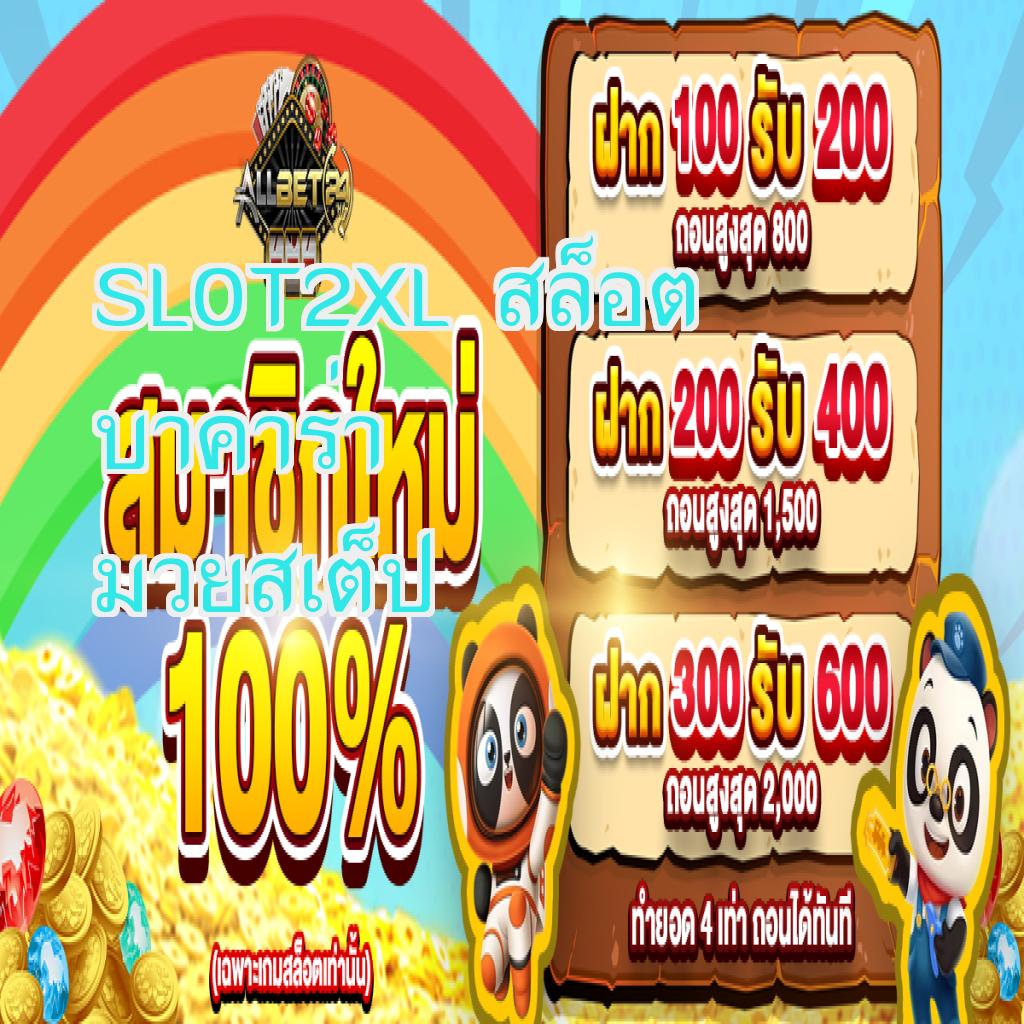 ALLBET24
SLOT2XL สล็อต
บาคาร่า
มวยสเต็ป
สมาชิกใหม่
100%
(เฉพาะเกมสล็อตเท่านั้น)
ฝาก 100 รับ 200
ถอนสูงสุด 800
ฝาก 200 รับ 400
ถอนสูงสุด 1,500
ฝาก 300 รับ 600
ถอนสูงสุด 2,000
ทำยอด 4 เท่า ถอนได้ทันที